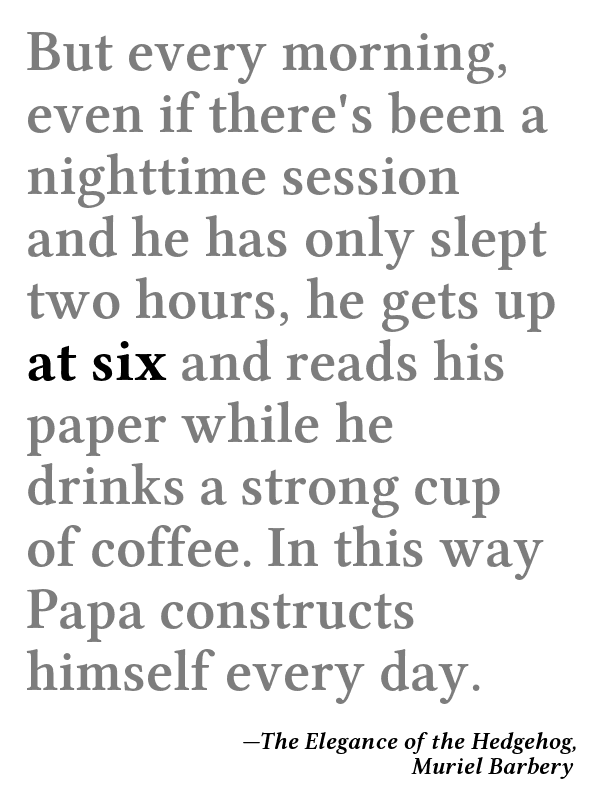 But every morning,
even if there's been a
nighttime session
and he has only slept
two hours, he gets up
at six and reads his
paper while he
drinks a strong cup
of coffee. In this way
Papa constructs
himself every day.
—The Elegance of the Hedgehog,
Muriel Barbery